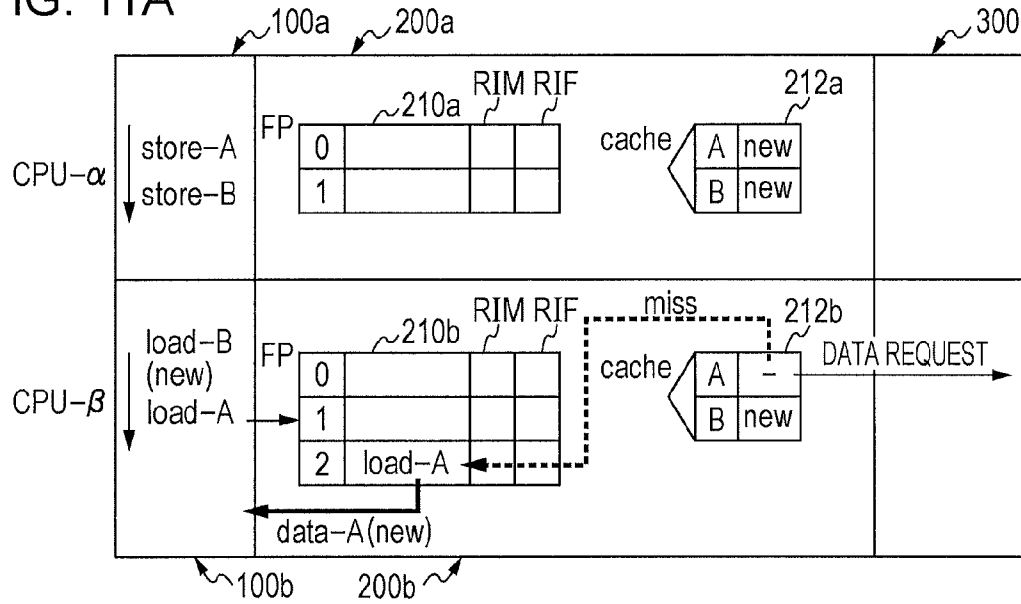 IG. 11A
100a 200a 300
CPU-α
store-A
store-B
FP 210a RIM RIF
0
1
cache 212a
A new
B new
CPU-β
load-B
(new)
load-A
FP 210b RIM RIF
0
1
2 load-A
data-A(new)
miss
cache 212b
A -
B new
DATA REQUEST
100b 200b